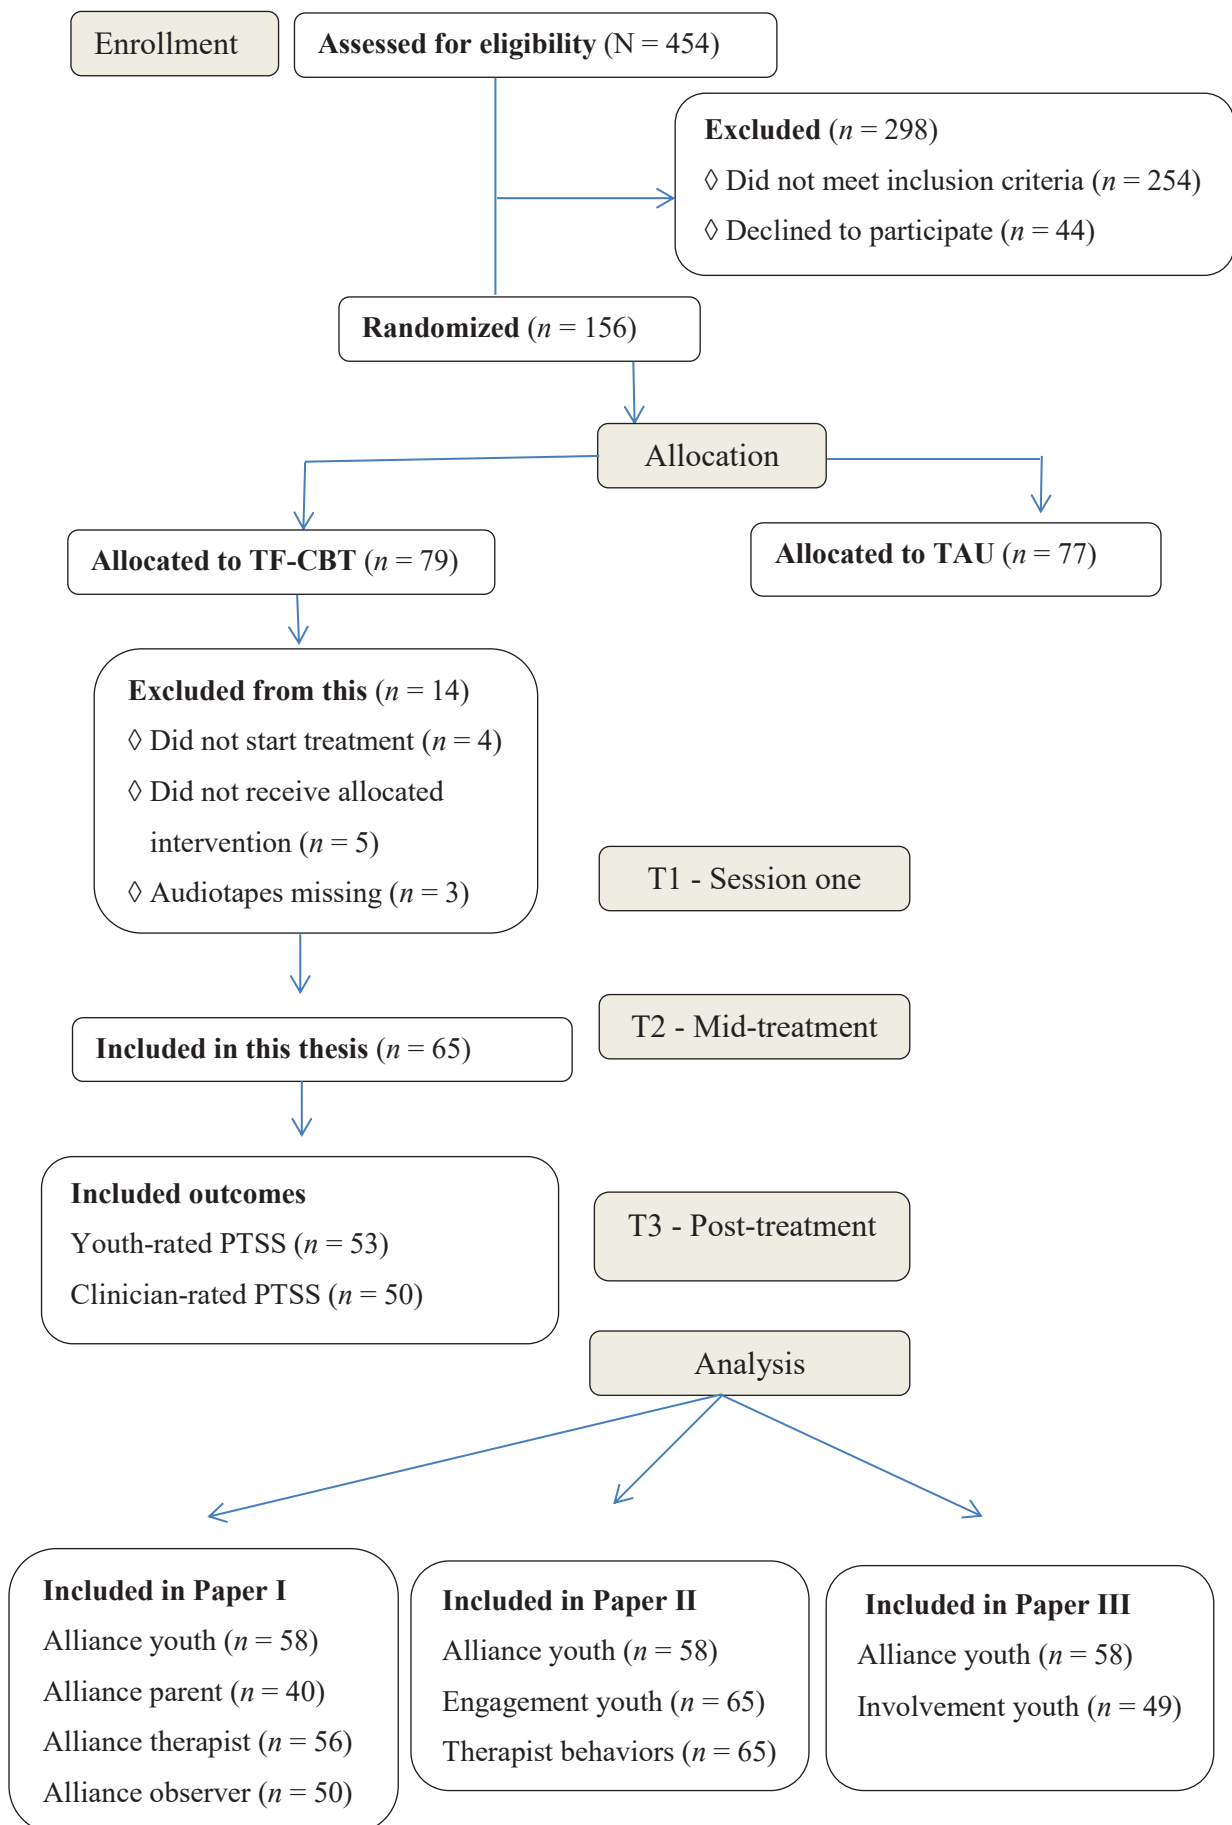 Enrollment
Assessed for eligibility (N = 454)
Excluded (n = 298)
◊ Did not meet inclusion criteria (n = 254)
◊ Declined to participate (n = 44)
Randomized (n = 156)
Allocation
Allocated to TF-CBT (n = 79)
Allocated to TAU (n = 77)
Excluded from this (n = 14)
◊ Did not start treatment (n = 4)
◊ Did not receive allocated
intervention (n = 5)
◊ Audiotapes missing (n = 3)
T1 - Session one
T2 - Mid-treatment
Included in this thesis (n = 65)
Included outcomes
Youth-rated PTSS (n = 53)
Clinician-rated PTSS (n = 50)
T3 - Post-treatment
Analysis
Included in Paper I
Alliance youth (n = 58)
Alliance parent (n = 40)
Alliance therapist (n = 56)
Alliance observer (n = 50)
Included in Paper II
Alliance youth (n = 58)
Engagement youth (n = 65)
Therapist behaviors (n = 65)
Included in Paper III
Alliance youth (n = 58)
Involvement youth (n = 49)